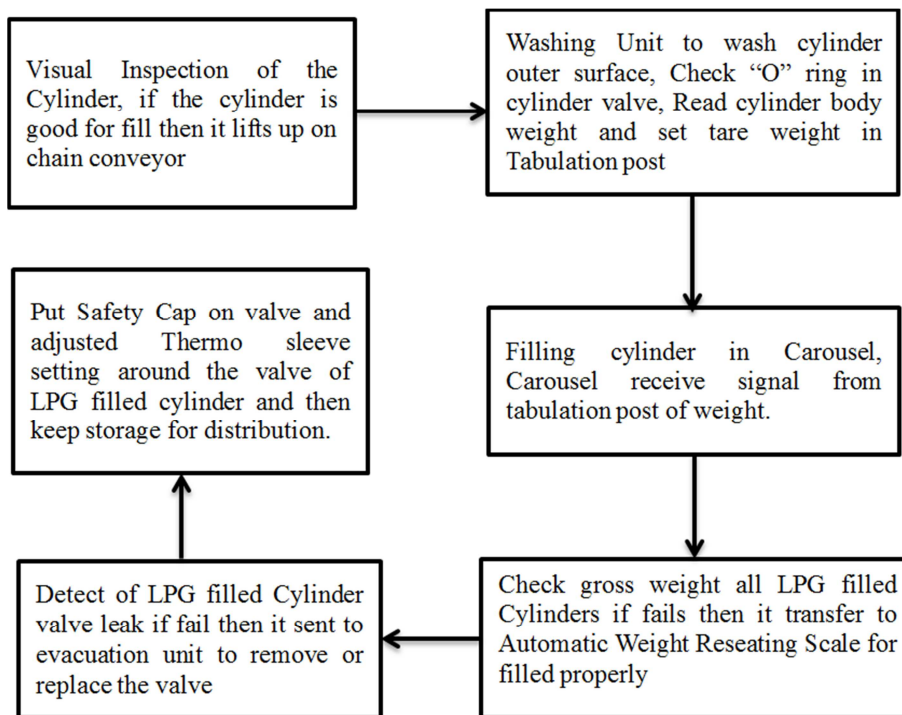 Visual Inspection of the
Cylinder, if the cylinder is
good for fill then it lifts up on
chain conveyor
Washing Unit to wash cylinder
outer surface, Check “O” ring in
cylinder valve, Read cylinder body
weight and set tare weight in
Tabulation post
Filling cylinder in Carousel,
Carousel receive signal from
tabulation post of weight.
Check gross weight all LPG filled
Cylinders if fails then it transfer to
Automatic Weight Reseating Scale for
filled properly
Detect of LPG filled Cylinder
valve leak if fail then it sent to
evacuation unit to remove or
replace the valve
Put Safety Cap on valve and
adjusted Thermo sleeve
setting around the valve of
LPG filled cylinder and then
keep storage for distribution.